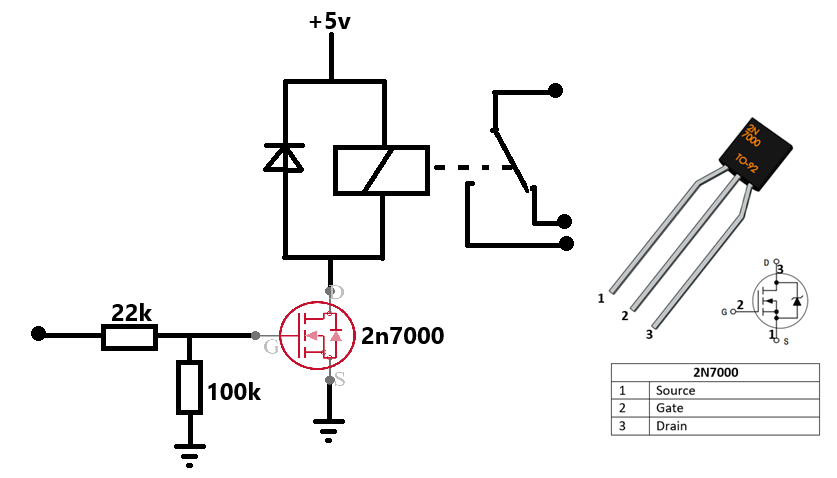 +5v
22k
100k
D
G
S
2n7000
2N
7000
TO-92
1
2
3
D
3
G
2
1
S
2N7000
1 Source
2 Gate
3 Drain